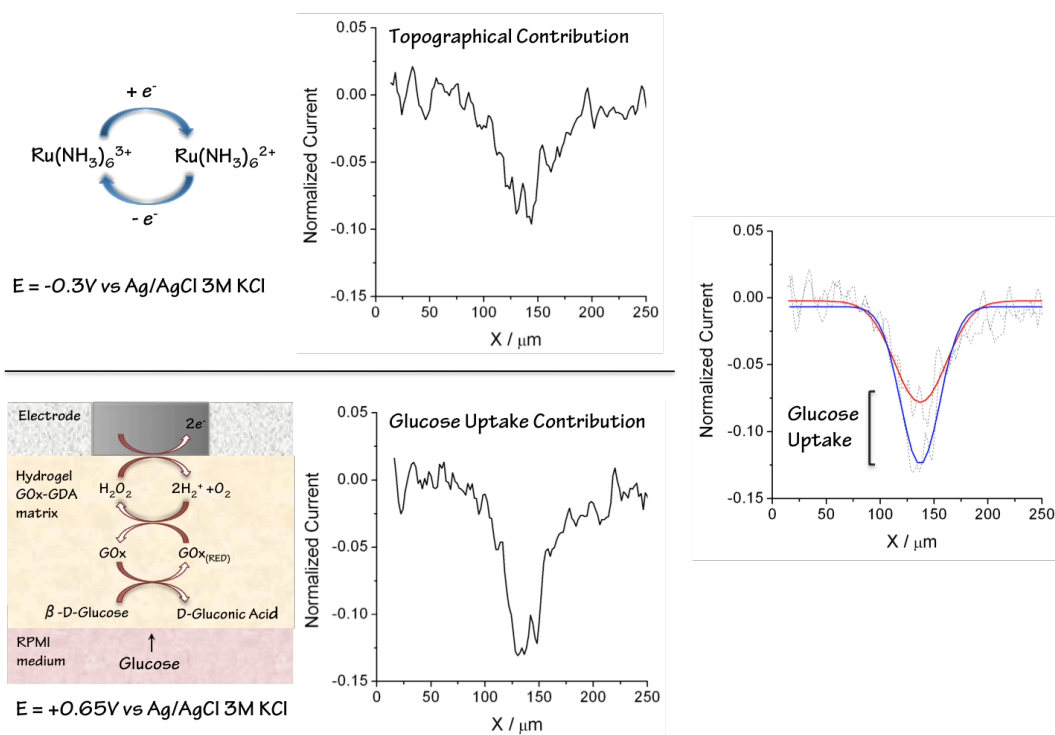 + e⁻
Ru(NH₃)₆³⁺
Ru(NH₃)₆²⁺
- e⁻
E = -0.3V vs Ag/AgCl 3M KCl
Topographical Contribution
Normalized Current
0.05
0.00
-0.05
-0.10
-0.15
0
50
100
150
200
250
X / μm
Electrode
2e⁻
Hydrogel
GOx-GDA
matrix
H₂O₂
2H₂⁺ +O₂
GOx
GOx(RED)
β-D-Glucose
D-Gluconic Acid
RPMI
medium
↑
Glucose
E = +0.65V vs Ag/AgCl 3M KCl
Glucose Uptake Contribution
Normalized Current
0.05
0.00
-0.05
-0.10
-0.15
0
50
100
150
200
250
X / μm
Normalized Current
0.05
0.00
-0.05
-0.10
-0.15
Glucose
Uptake
0
50
100
150
200
250
X / μm